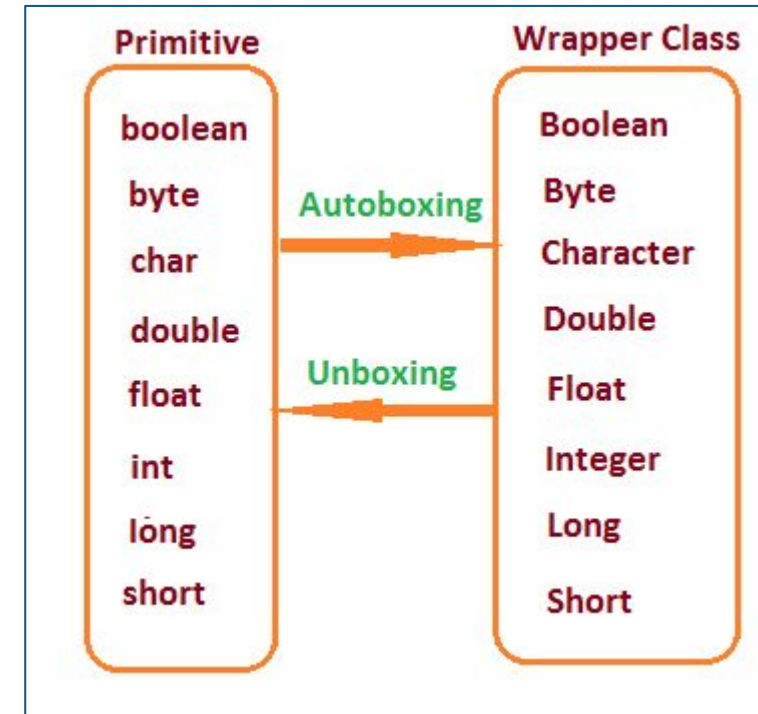 Primitive
Wrapper Class
boolean
byte
char
double
float
int
long
short
Autoboxing
Unboxing
Boolean
Byte
Character
Double
Float
Integer
Long
Short